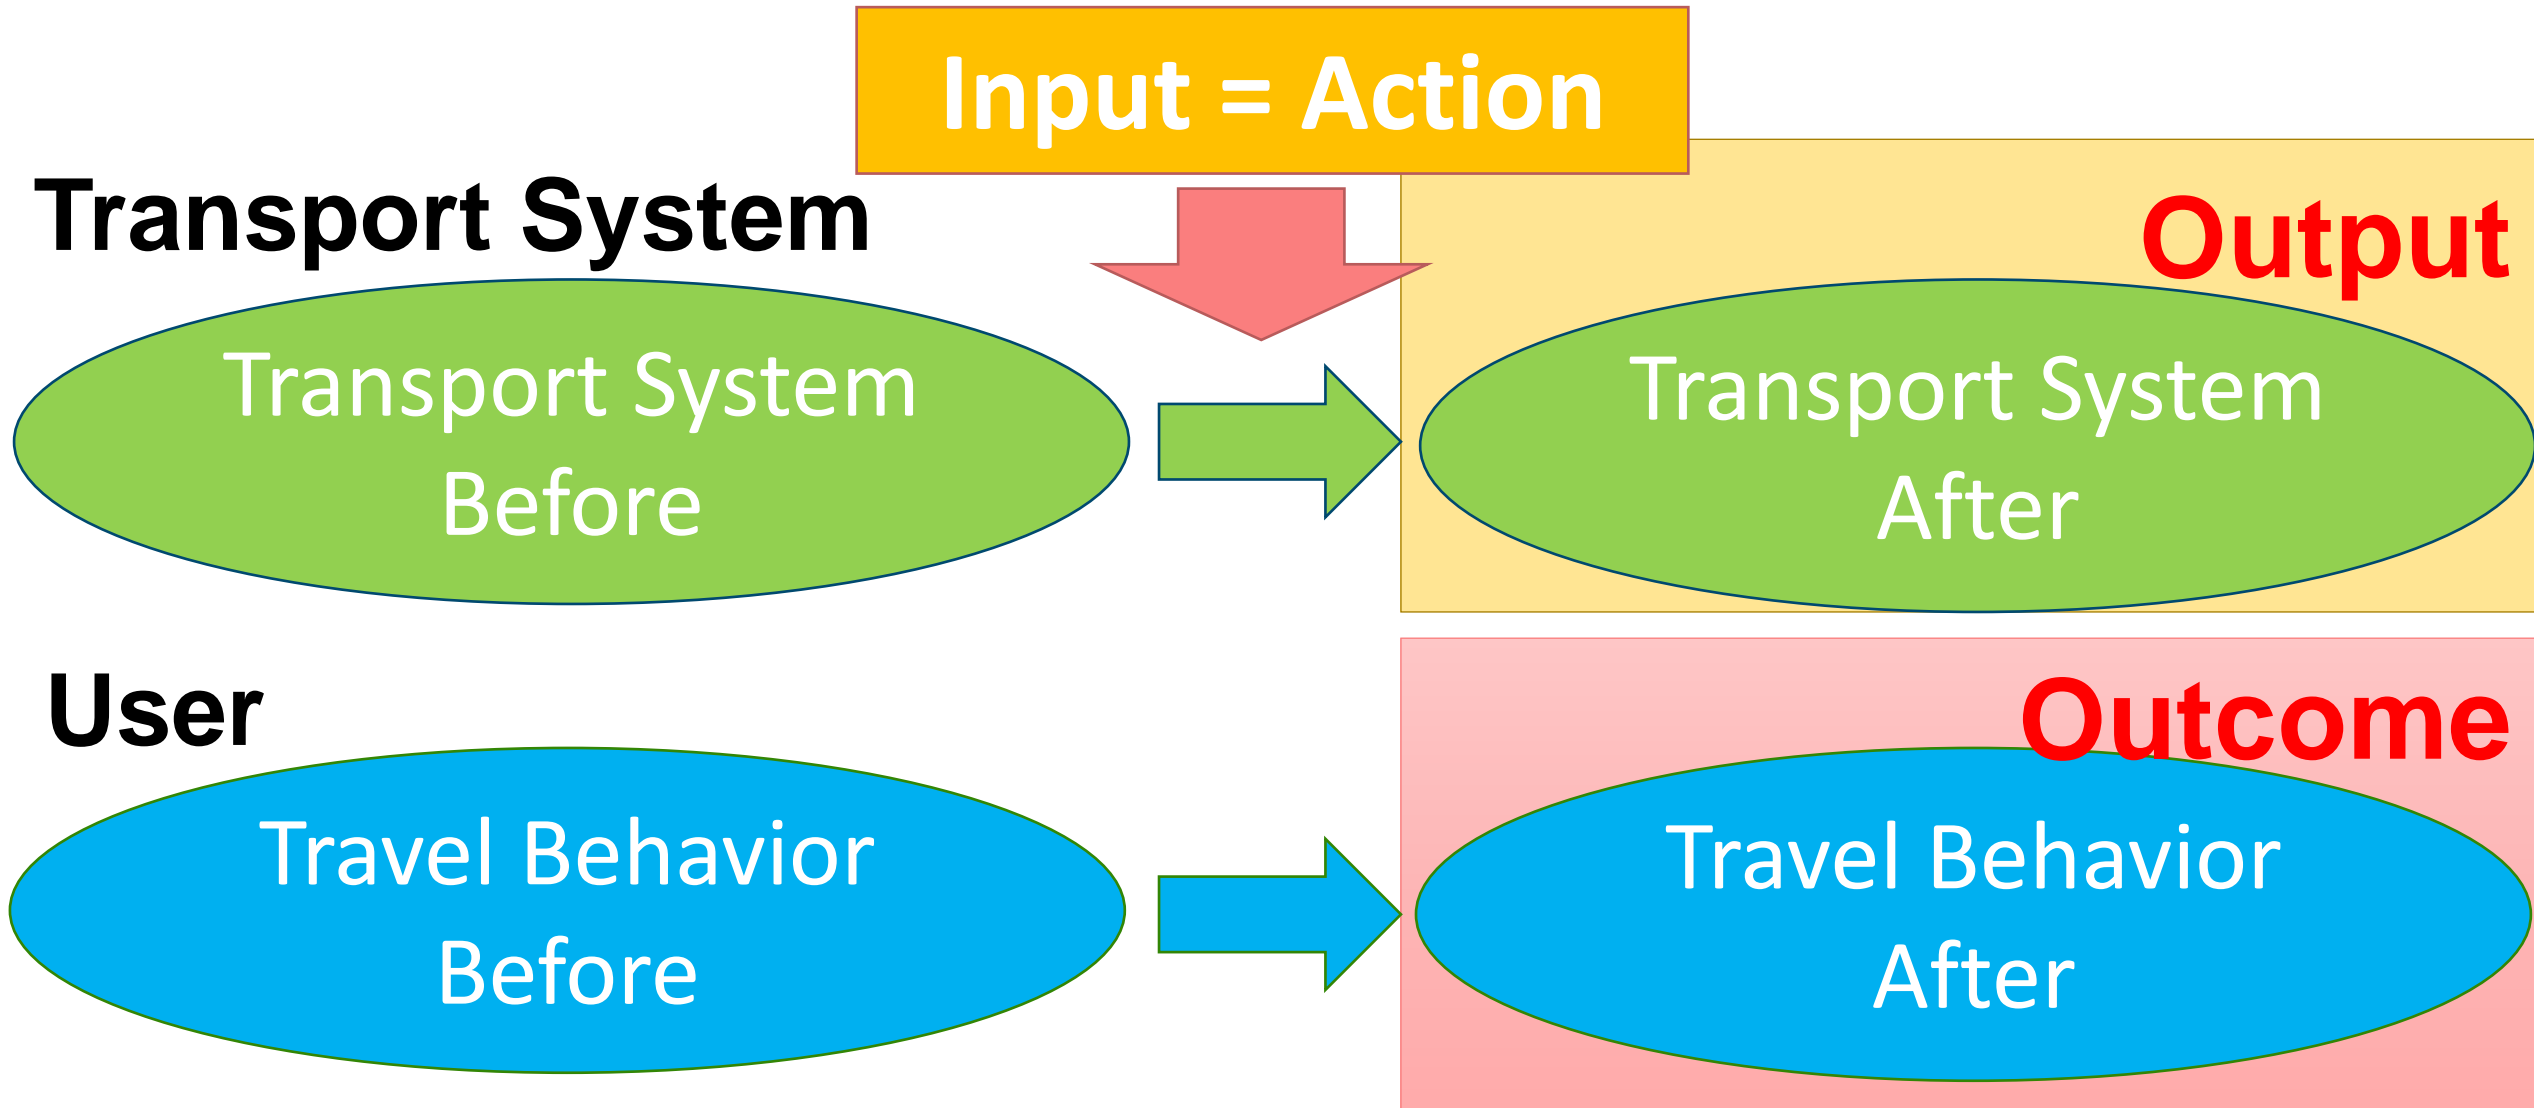 Input = Action
Transport System
Output
Transport System
Before
Transport System
After
User
Outcome
Travel Behavior
Before
Travel Behavior
After